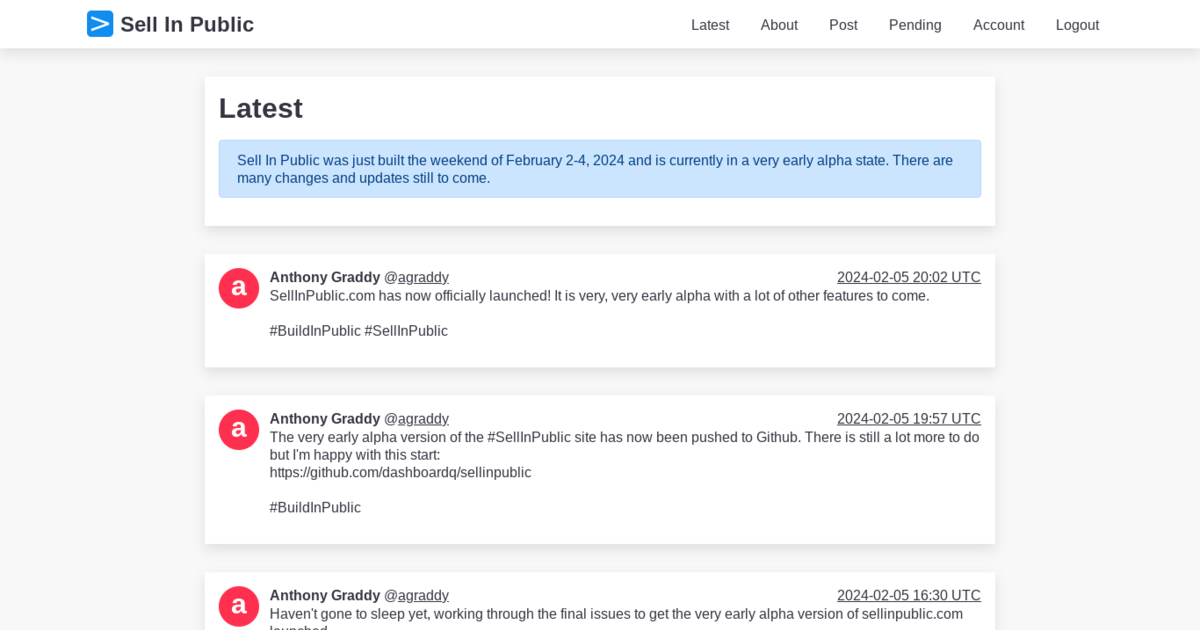 > Sell In Public
Latest About Post Pending Account Logout
Latest
Sell In Public was just built the weekend of February 2-4, 2024 and is currently in a very early alpha state. There are
many changes and updates still to come.
a
Anthony Graddy @agraddy 2024-02-05 20:02 UTC
SellInPublic.com has now officially launched! It is very, very early alpha with a lot of other features to come.
#BuildInPublic #SellInPublic
a
Anthony Graddy @agraddy 2024-02-05 19:57 UTC
The very early alpha version of the #SellInPublic site has now been pushed to Github. There is still a lot more to do
but I'm happy with this start:
https://github.com/dashboardq/sellinpublic
#BuildInPublic
a
Anthony Graddy @agraddy 2024-02-05 16:30 UTC
Haven't gone to sleep yet, working through the final issues to get the very early alpha version of sellinpublic.com